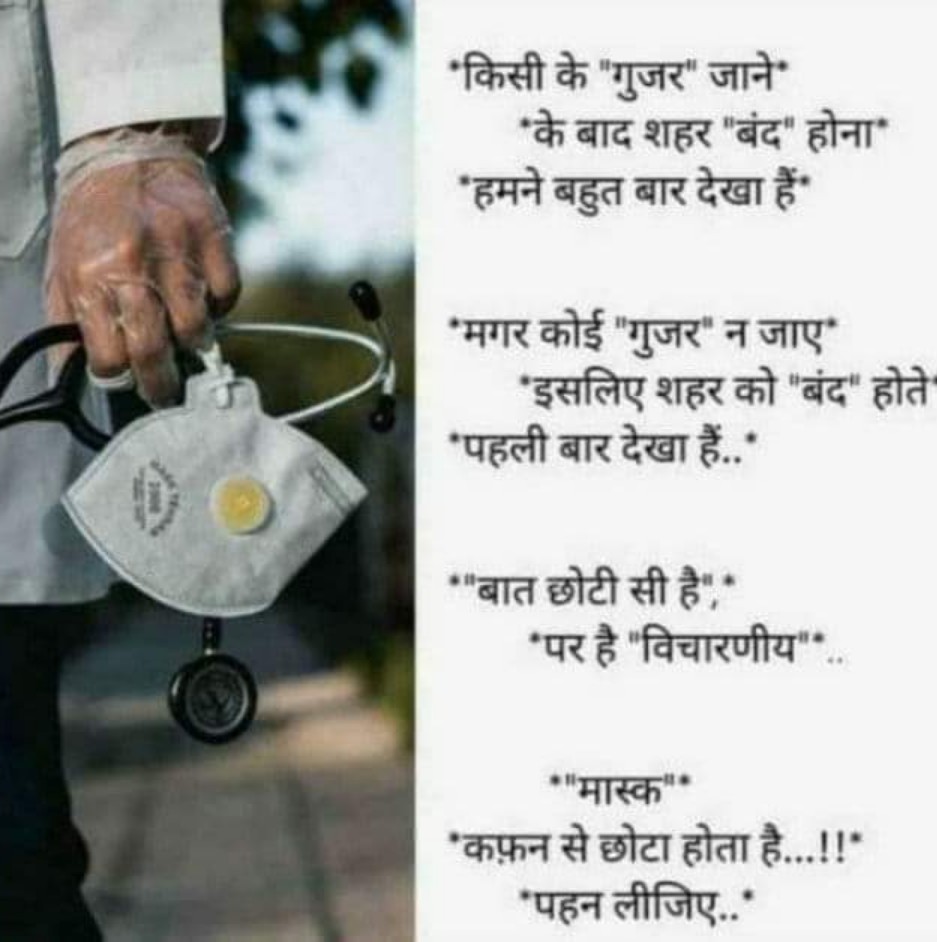 *किसी के "गुजर" जाने*
*के बाद शहर "बंद" होना*
*हमने बहुत बार देखा हैं*
*मगर कोई "गुजर" न जाए*
*इसलिए शहर को "बंद" होते*
*पहली बार देखा हैं..*
*"बात छोटी सी है",*
*पर है "विचारणीय"*..
*"मास्क"*
*कफ़न से छोटा होता है...!!*
*पहन लीजिए..*